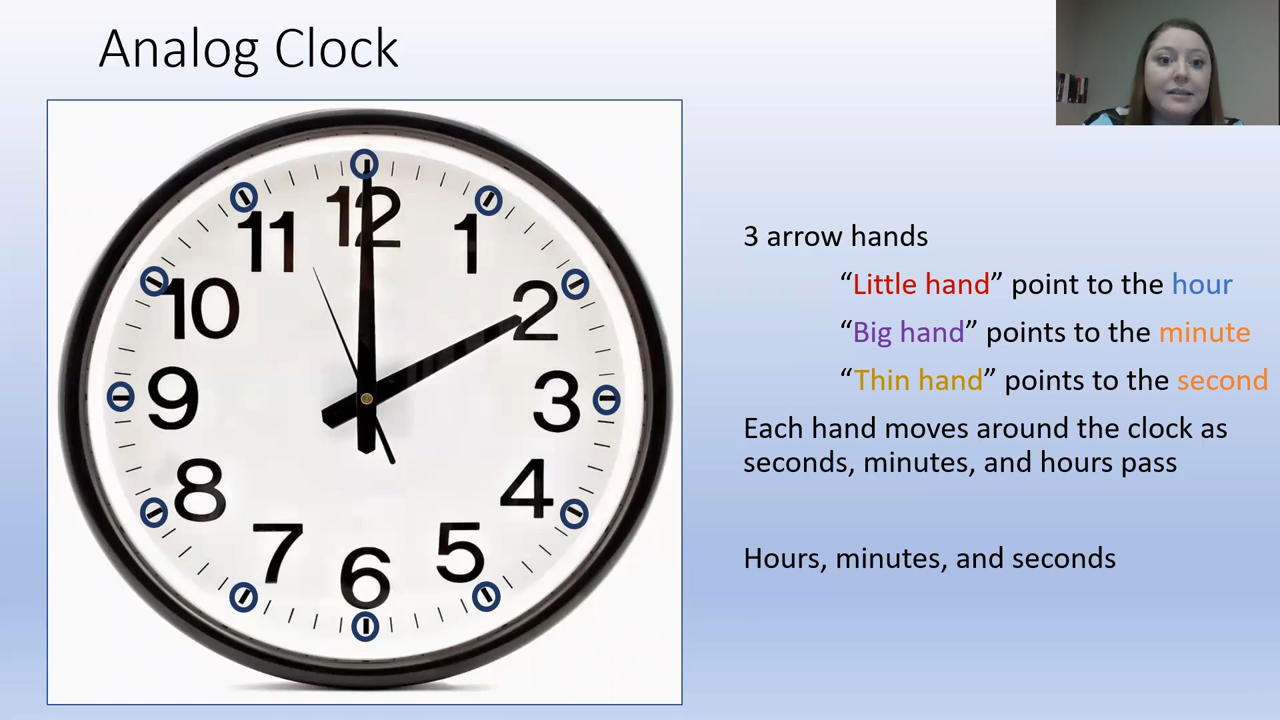 Analog Clock
12
11
1
10
2
9
3
8
4
7
5
6
3 arrow hands
“Little hand” point to the hour
“Big hand” points to the minute
“Thin hand” points to the second
Each hand moves around the clock as
seconds, minutes, and hours pass
Hours, minutes, and seconds